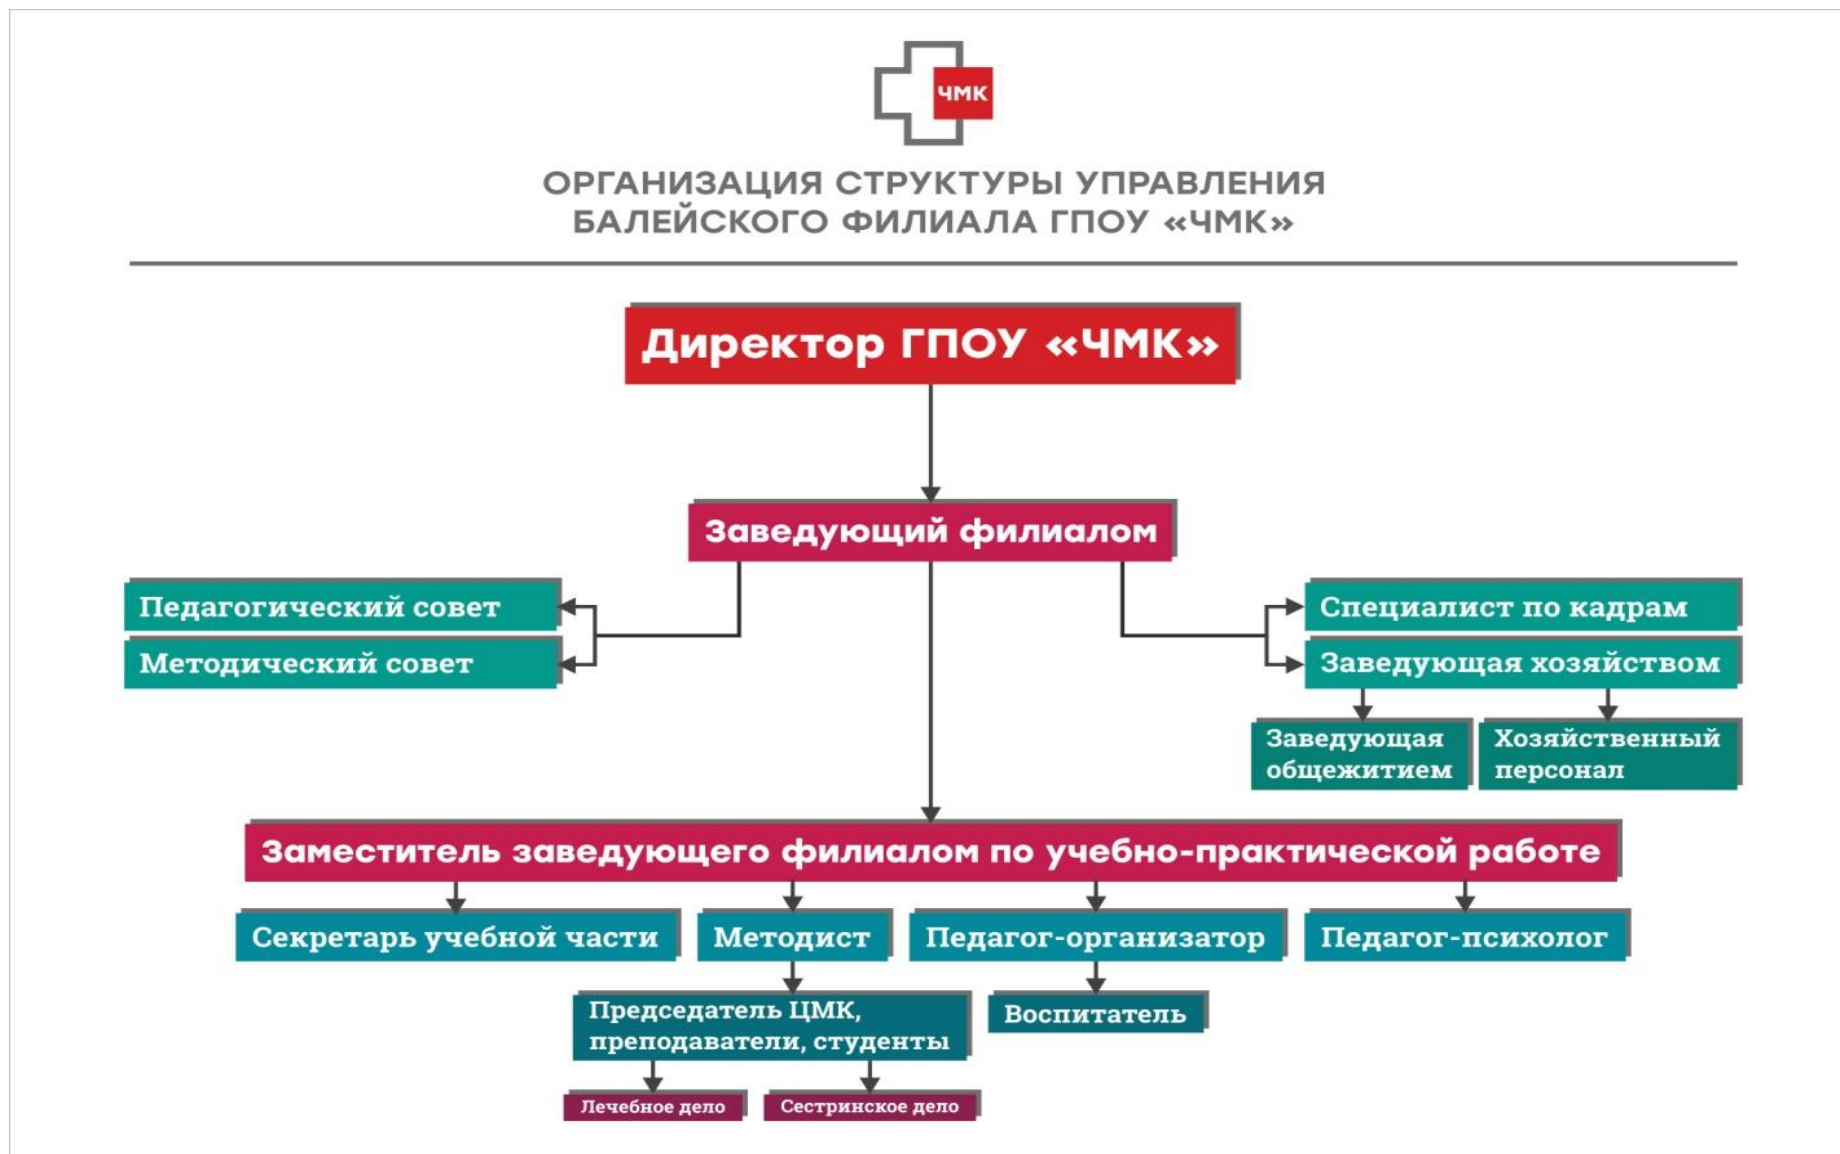 ЧМК
ОРГАНИЗАЦИЯ СТРУКТУРЫ УПРАВЛЕНИЯ
БАЛЕЙСКОГО ФИЛИАЛА ГПОУ «ЧМК»
Директор ГПОУ «ЧМК»
Заведующий филиалом
Педагогический совет
Методический совет
Специалист по кадрам
Заведующая хозяйством
Заведующая
общежитием
Хозяйственный
персонал
Заместитель заведующего филиалом по учебно-практической работе
Секретарь учебной части
Методист
Педагог-организатор
Педагог-психолог
Председатель ЦМК,
преподаватели, студенты
Воспитатель
Лечебное дело
Сестринское дело